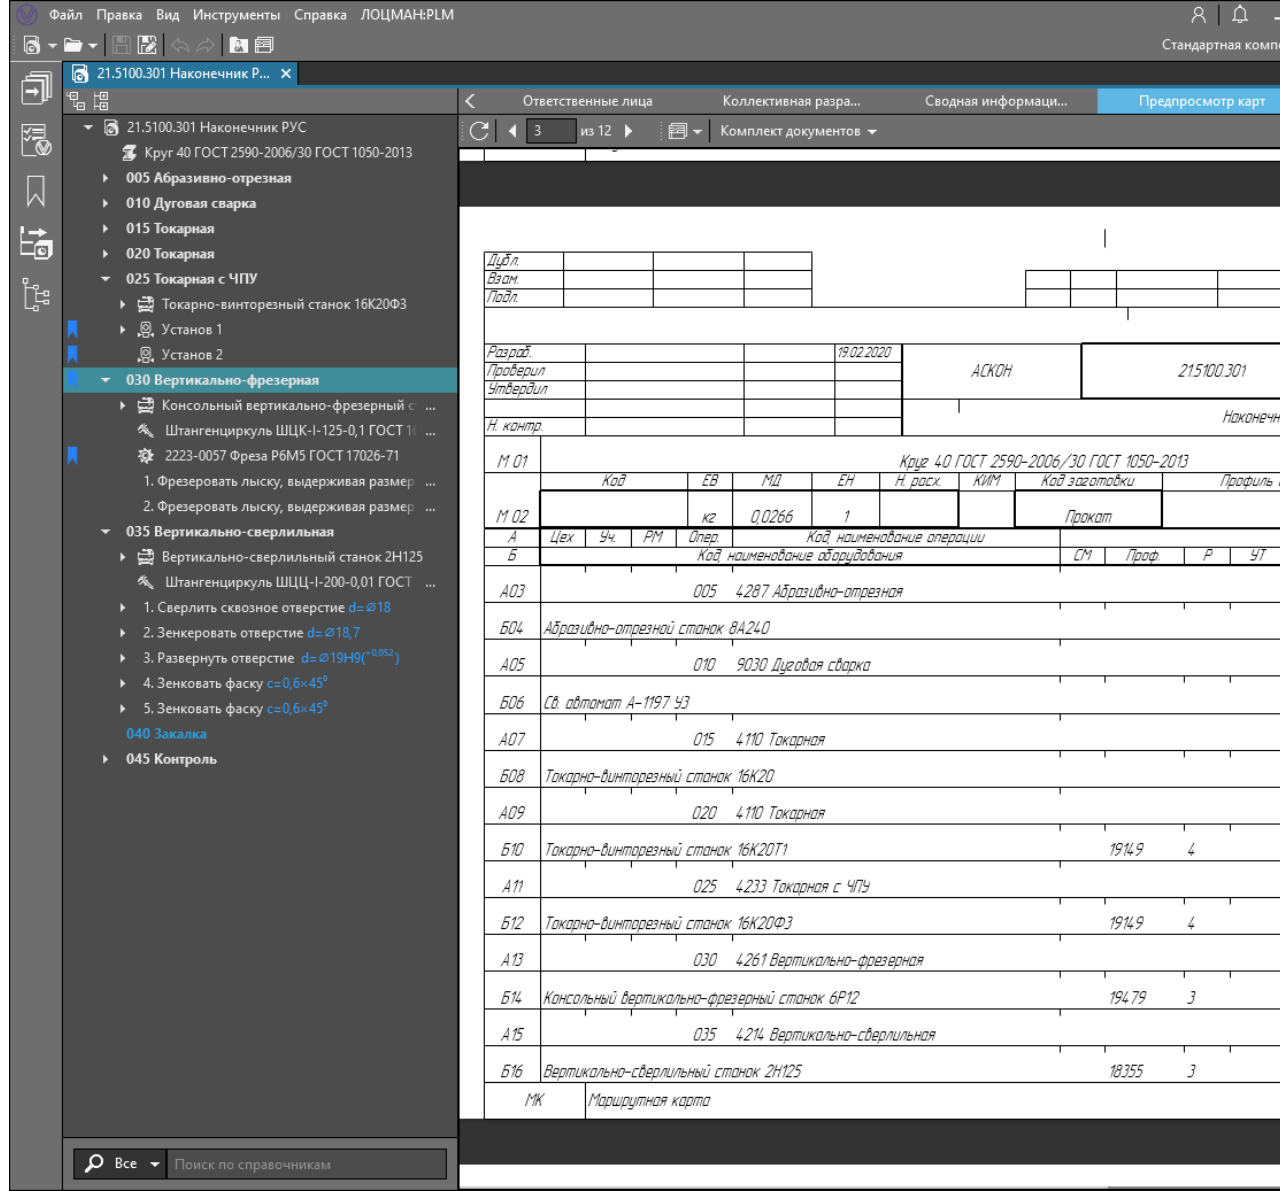 Файл Правка Вид Инструменты Справка ЛОЦМАН:PLM
Стандартная комп
21.5100.301 Наконечник Р...
21.5100.301 Наконечник РУС
Круг 40 ГОСТ 2590-2006/30 ГОСТ 1050-2013
005 Абразивно-отрезная
010 Дуговая сварка
015 Токарная
020 Токарная
025 Токарная с ЧПУ
Токарно-винторезный станок 16К20Ф3
Установ 1
Установ 2
030 Вертикально-фрезерная
Консольный вертикально-фрезерный с ...
Штангенциркуль ШЦК-I-125-0,1 ГОСТ 16 ...
2223-0057 Фреза Р6М5 ГОСТ 17026-71
1. Фрезеровать лыску, выдерживая размер ...
2. Фрезеровать лыску, выдерживая размер ...
035 Вертикально-сверлильная
Вертикально-сверлильный станок 2Н125
Штангенциркуль ШЦЦ-I-200-0,01 ГОСТ ...
1. Сверлить сквозное отверстие d=∅18
2. Зенкеровать отверстие d=∅18,7
3. Развернуть отверстие d=∅19H9(+0,052)
4. Зенковать фаску с=0,6×45⁰
5. Зенковать фаску с=0,6×45⁰
040 Закалка
045 Контроль
Все Поиск по справочникам
Ответственные лица Коллективная разра... Сводная информаци... Предпросмотр карт
3 из 12 Комплект документов
Дубл.
Взам.
Подл.
Разраб. 19.02.2020
Проверил АСКОН 21.5100.301
Утвердил
Наконечн
Н. контр.
М 01 Круг 40 ГОСТ 2590-2006/30 ГОСТ 1050-2013
Код ЕВ МД ЕН Н. расх. КИМ Код заготовки Профиль
М 02 кг 0,0266 1 Прокат
А Цех Уч. РМ Опер. Код, наименование операции
Б Код, наименование оборудования СМ Проф. Р УТ
А03 005 4287 Абразивно-отрезная
Б04 Абразивно-отрезной станок 8А240
А05 010 9030 Дуговая сварка
Б06 Св. автомат А-1197 УЗ
А07 015 4110 Токарная
Б08 Токарно-винторезный станок 16К20
А09 020 4110 Токарная
Б10 Токарно-винторезный станок 16К20Т1 19149 4
А11 025 4233 Токарная с ЧПУ
Б12 Токарно-винторезный станок 16К20Ф3 19149 4
А13 030 4261 Вертикально-фрезерная
Б14 Консольный вертикально-фрезерный станок 6Р12 19479 3
А15 035 4214 Вертикально-сверлильная
Б16 Вертикально-сверлильный станок 2Н125 18355 3
МК Маршрутная карта